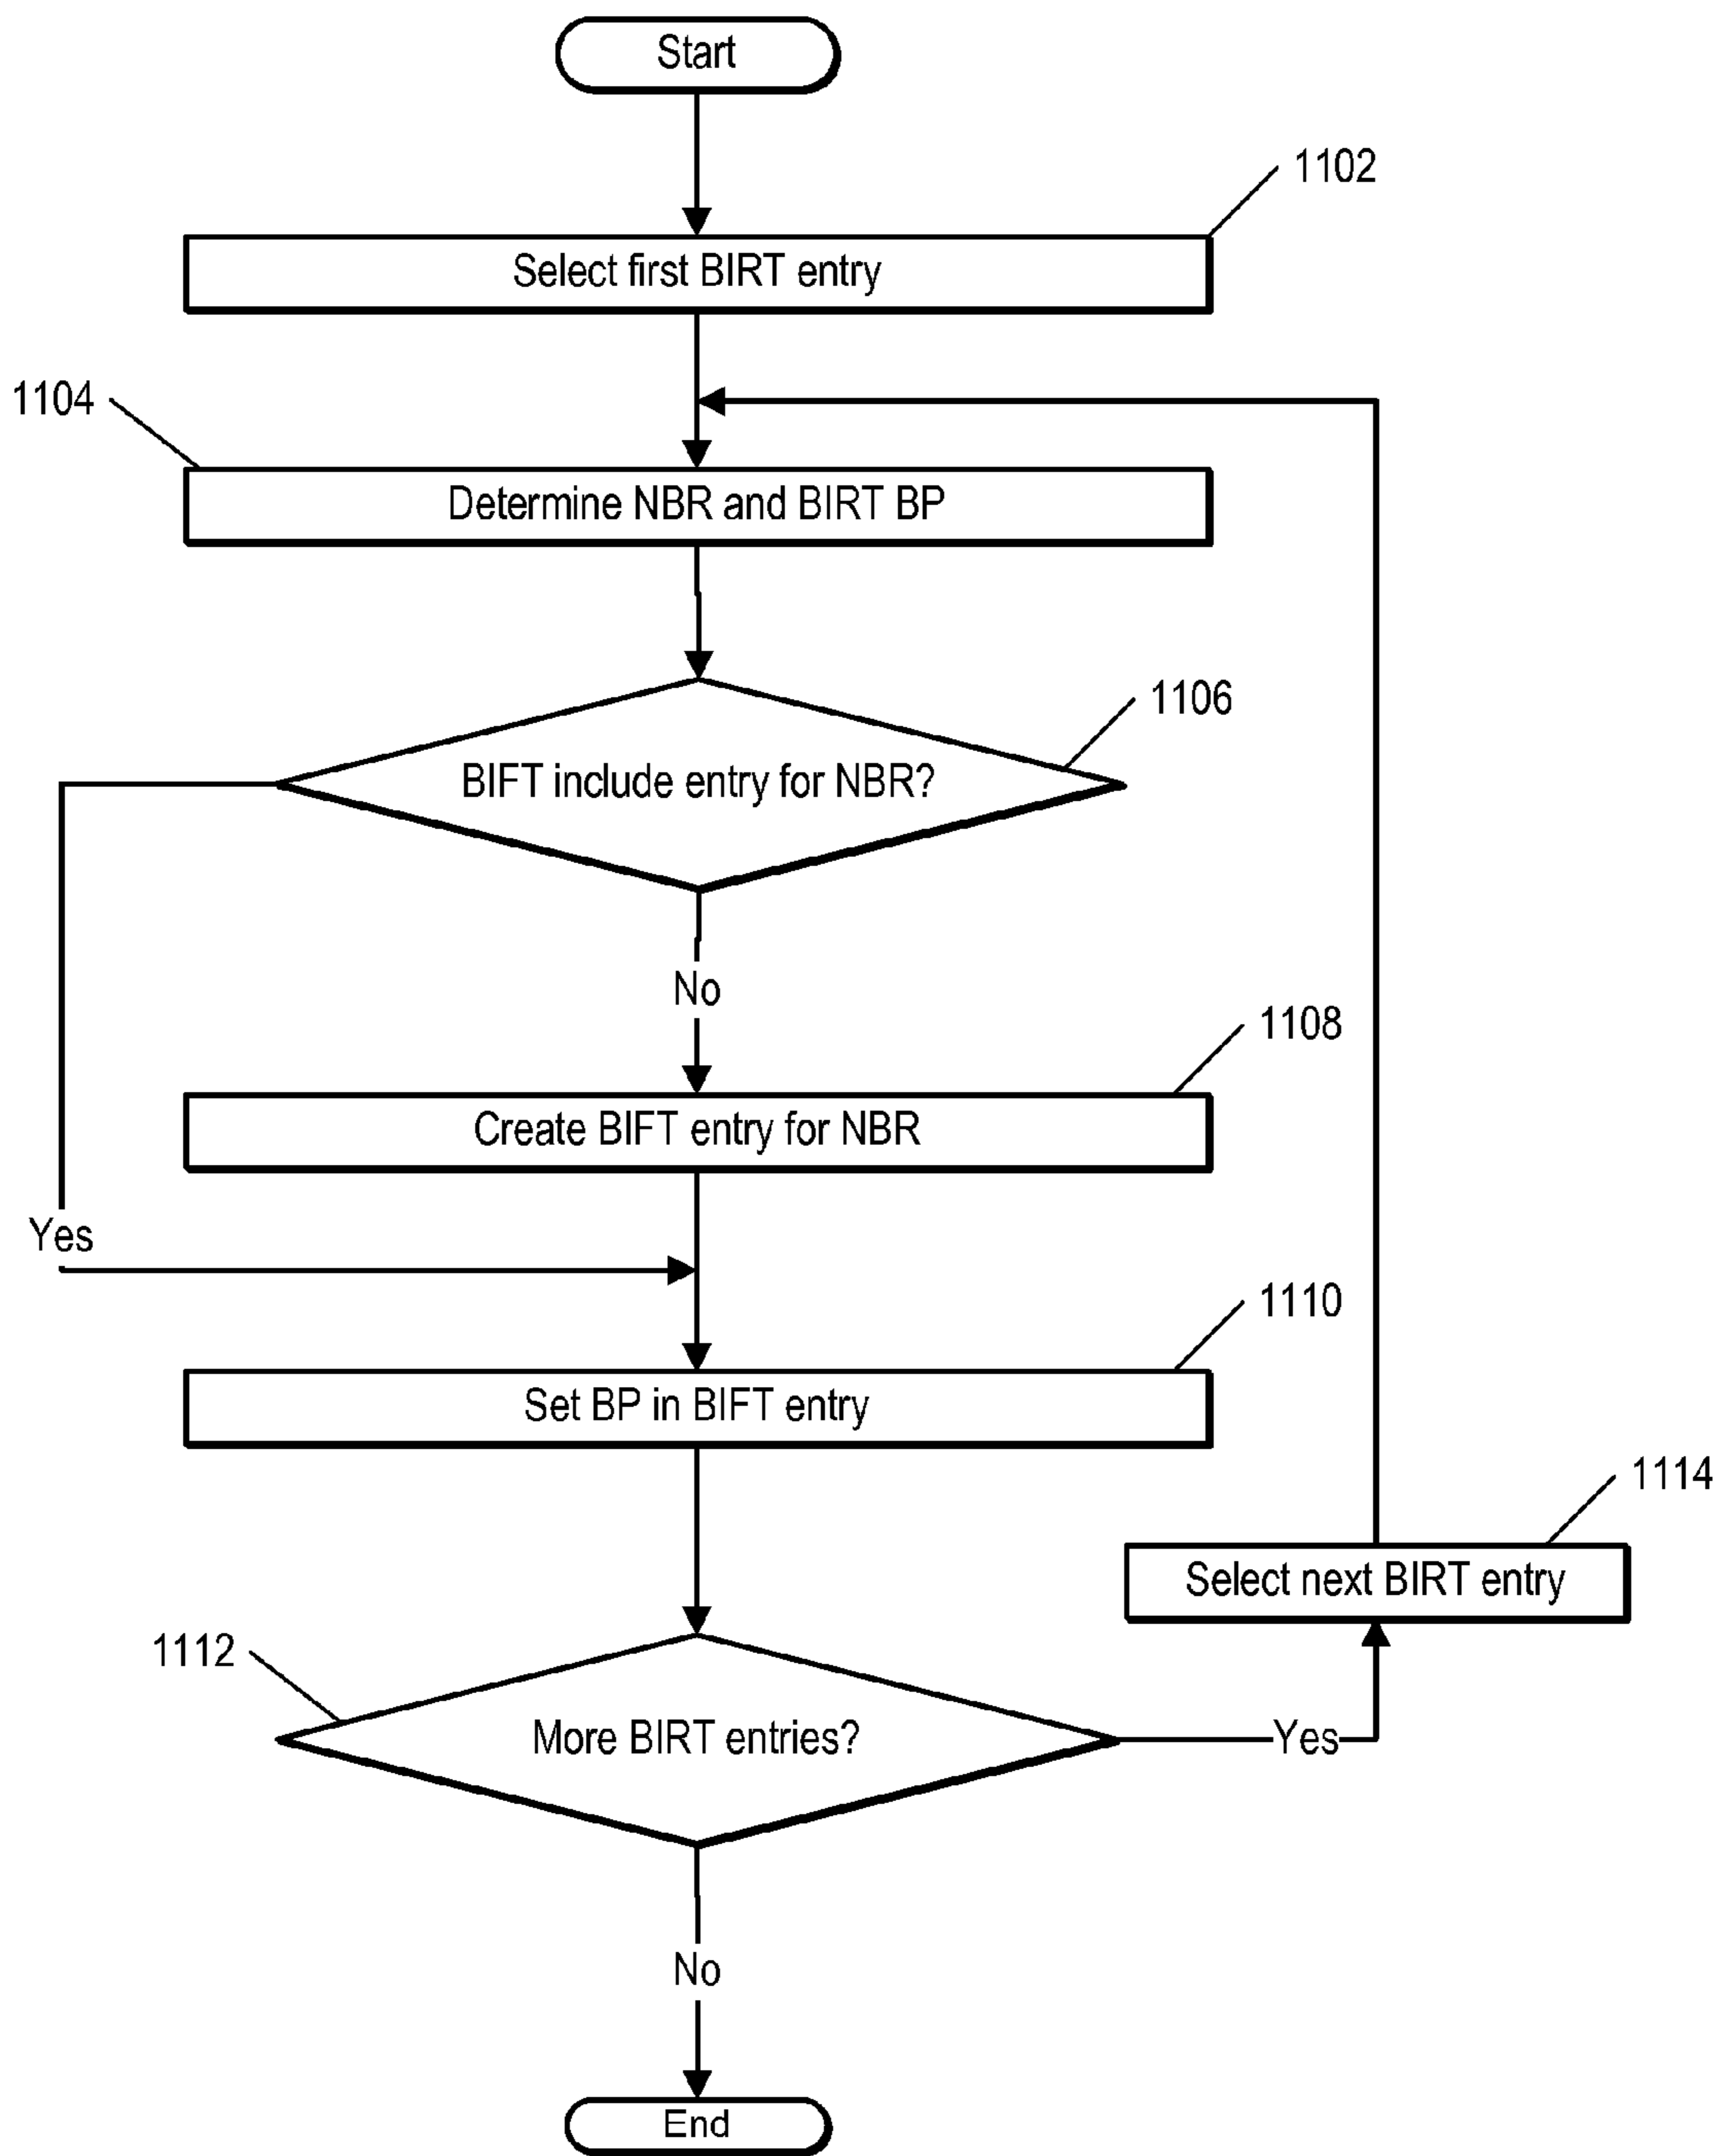 Start
1102
Select first BIRT entry
1104
Determine NBR and BIRT BP
1106
BIFT include entry for NBR?
No
1108
Create BIFT entry for NBR
Yes
1110
Set BP in BIFT entry
1114
Select next BIRT entry
1112
More BIRT entries?
Yes
No
End